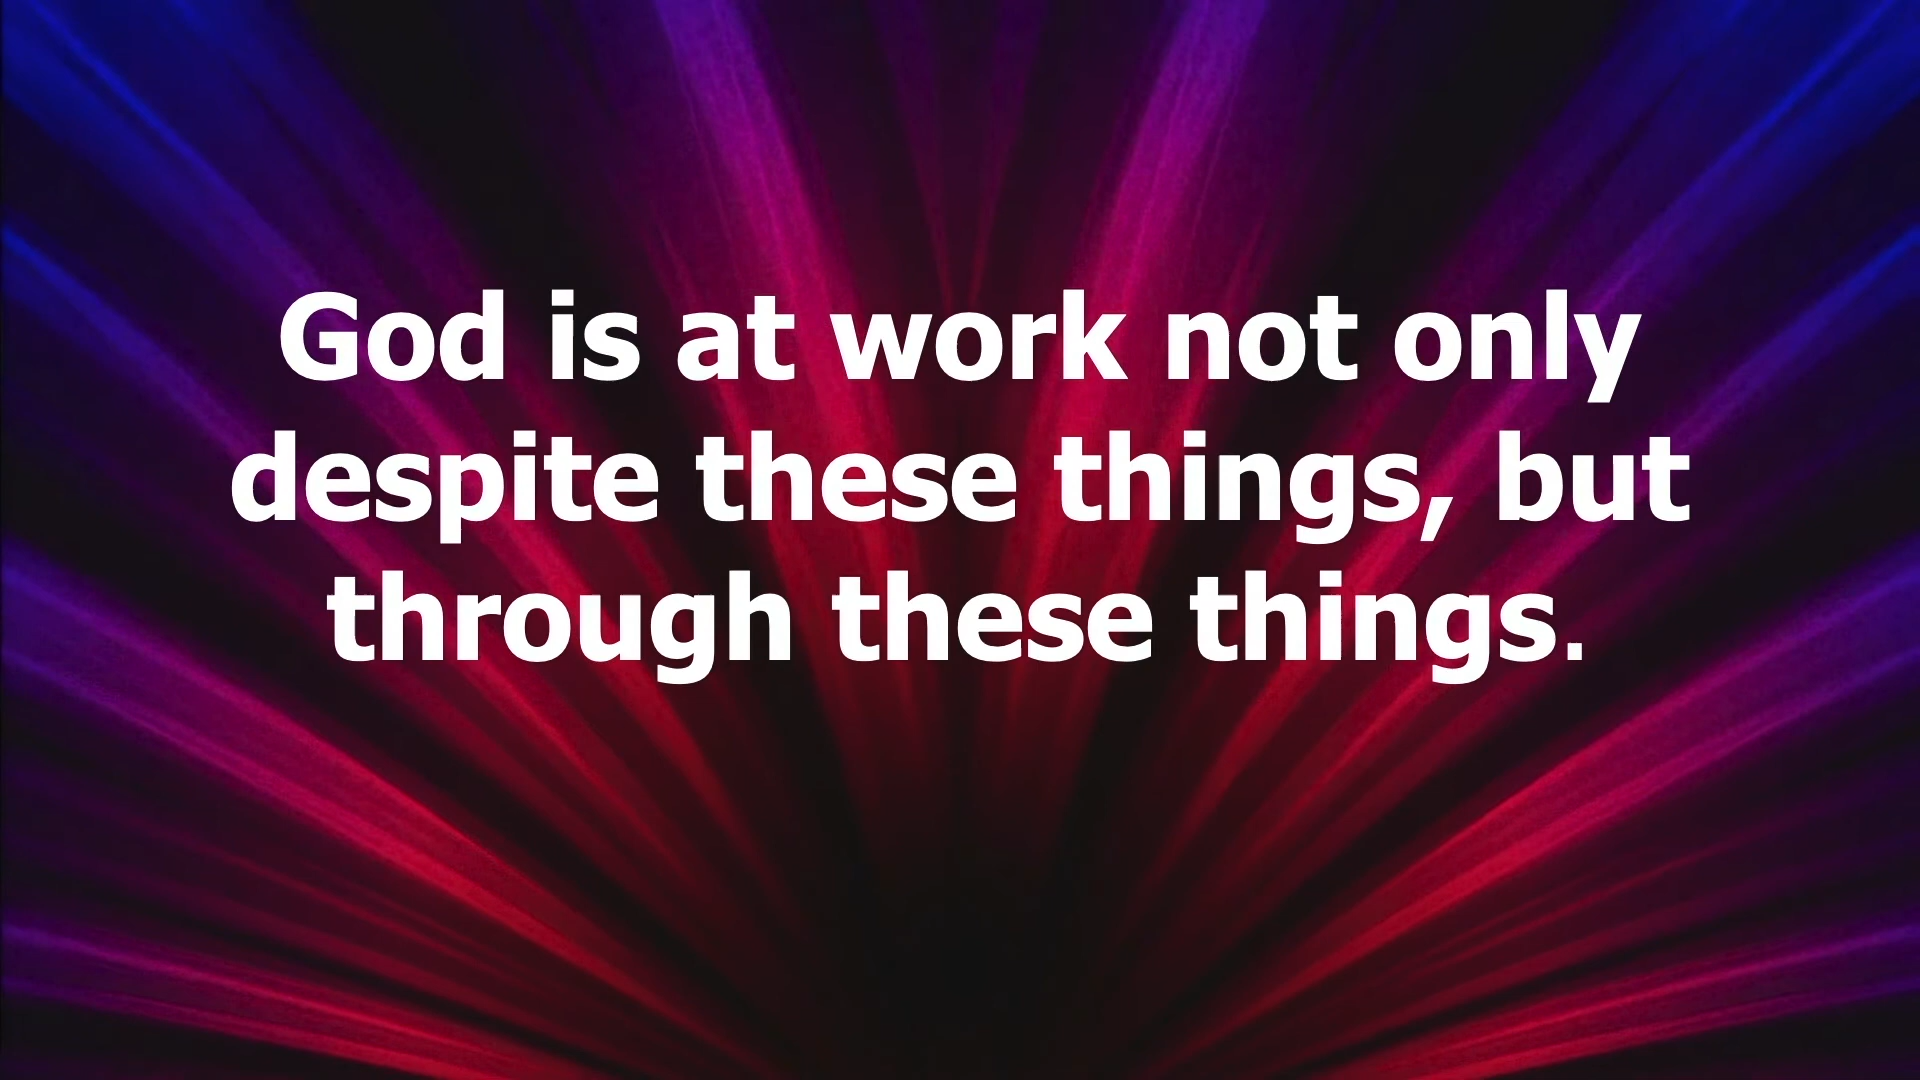 God is at work not only
despite these things, but
through these things.